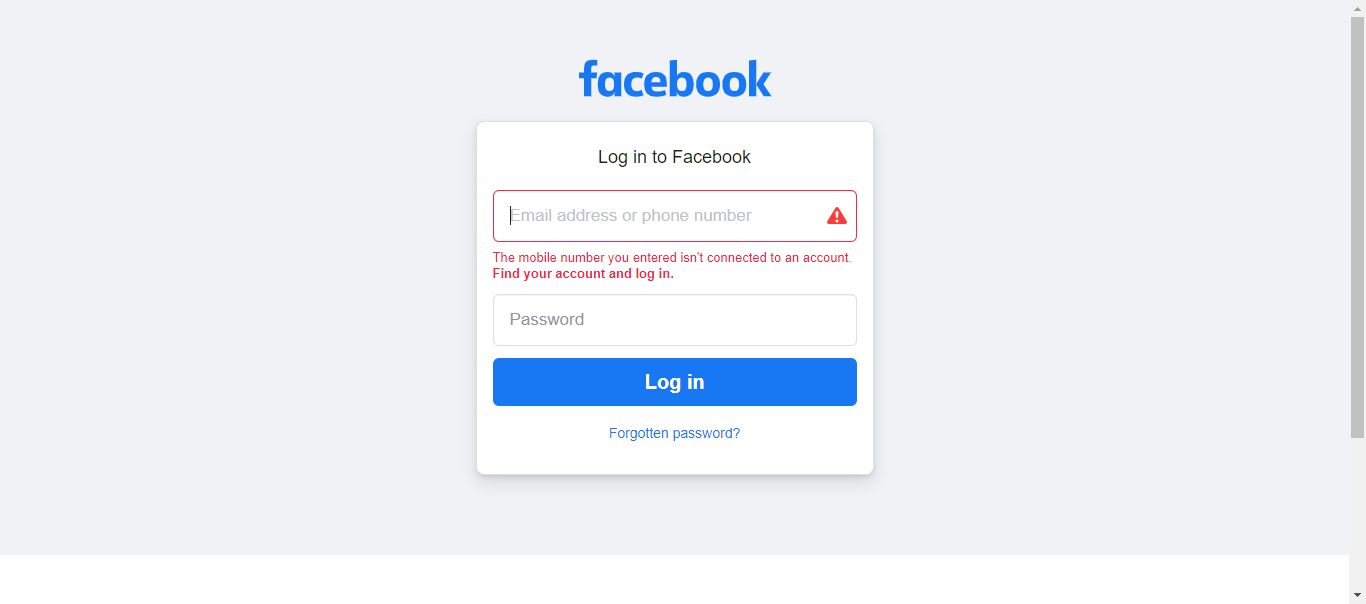 facebook
Log in to Facebook
Email address or phone number
The mobile number you entered isn't connected to an account.
Find your account and log in.
Password
Log in
Forgotten password?